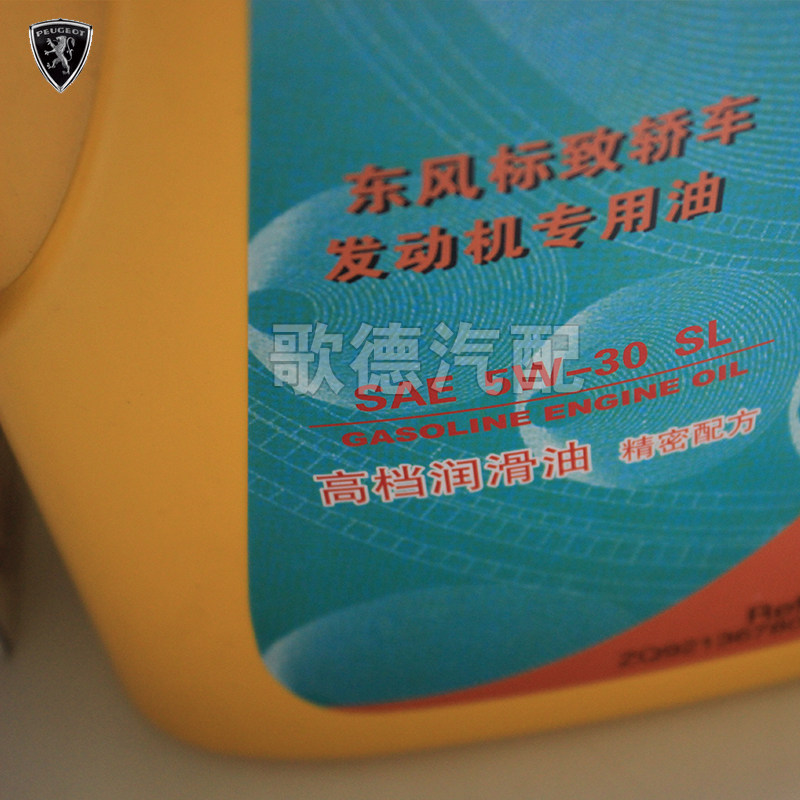 PEUGEOT
东风标致轿车
发动机专用油
歌德汽配
SAE 5W-30 SL
GASOLINE ENGINE OIL
高档润滑油 精密配方